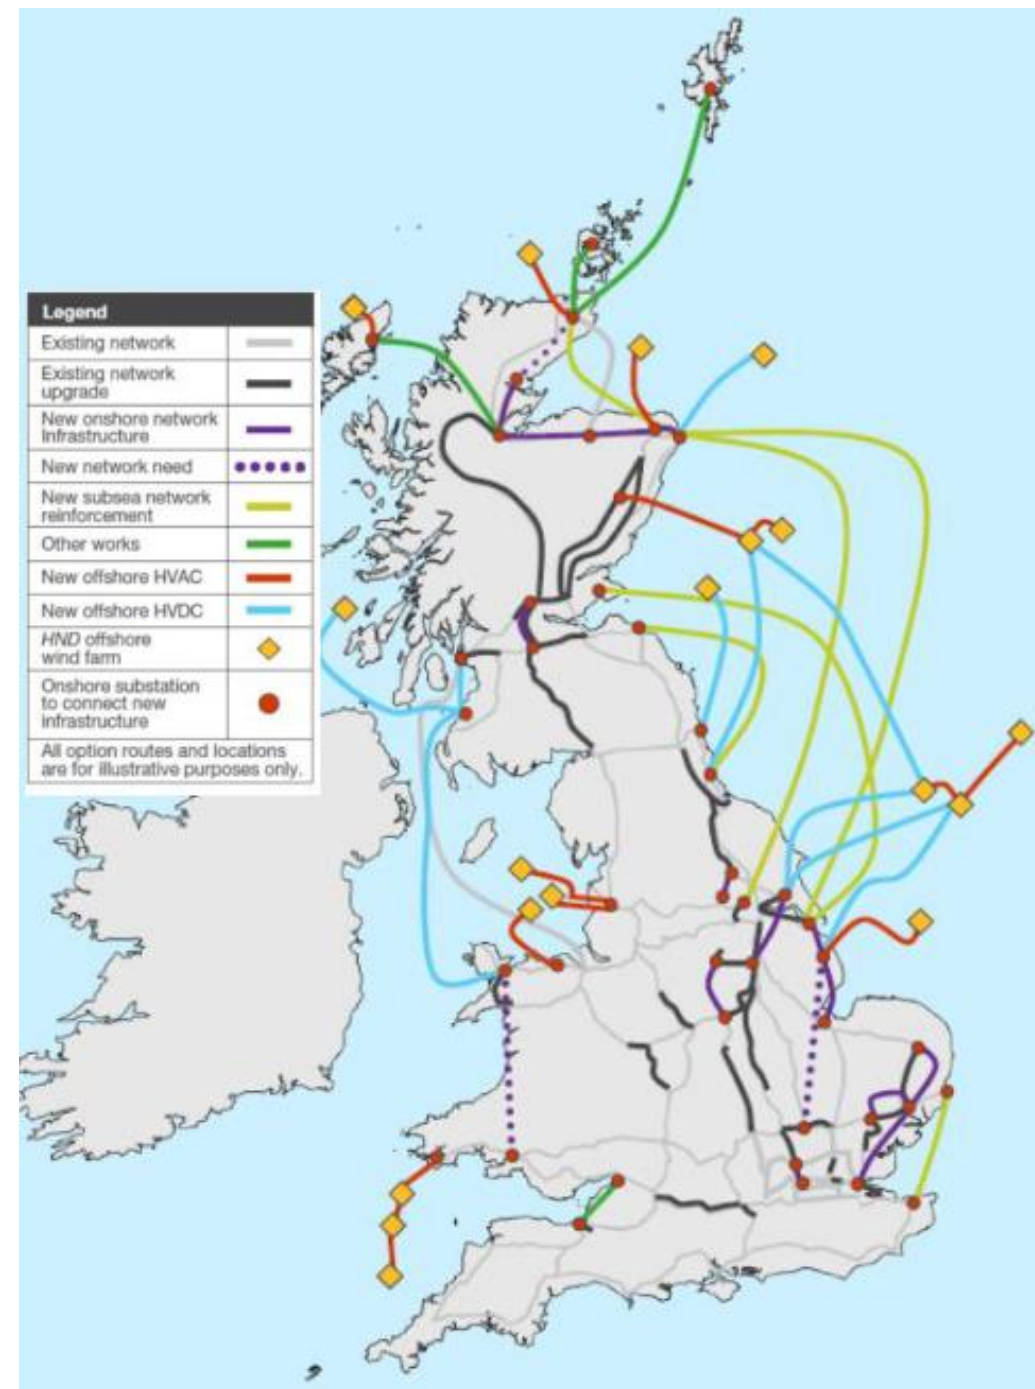 Legend
Existing network
Existing network
upgrade
New onshore network
Infrastructure
New network need
New subsea network
reinforcement
Other works
New offshore HVAC
New offshore HVDC
HND offshore
wind farm
Onshore substation
to connect new
infrastructure
All option routes and locations
are for illustrative purposes only.